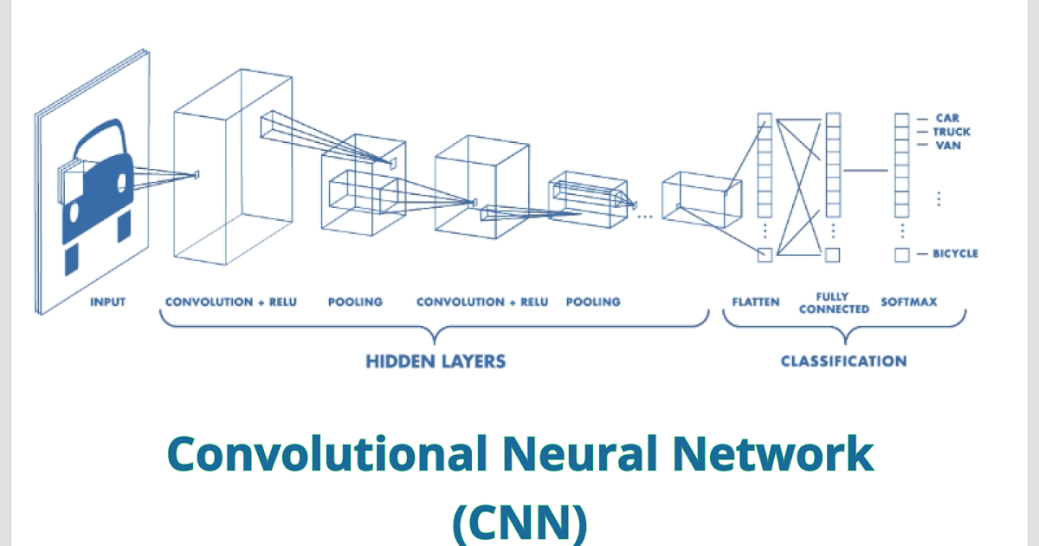 CAR
TRUCK
VAN
BICYCLE
INPUT
CONVOLUTION + RELU
POOLING
CONVOLUTION + RELU
POOLING
FLATTEN
FULLY
CONNECTED
SOFTMAX
HIDDEN LAYERS
CLASSIFICATION
Convolutional Neural Network
(CNN)